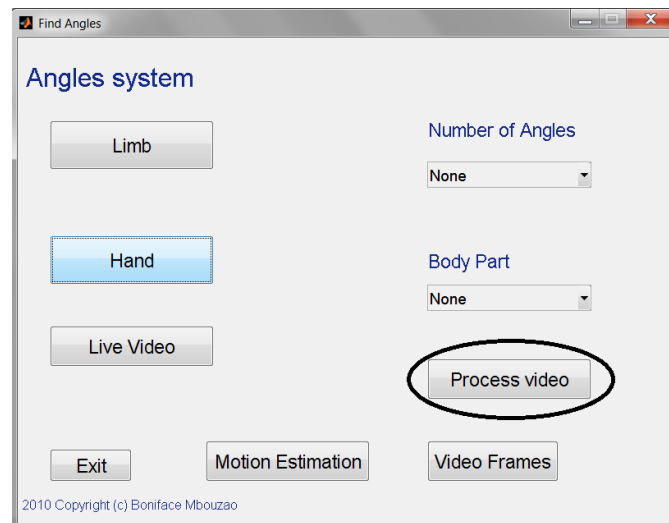 Find Angles
Angles system
Limb
Number of Angles
None
Hand
Body Part
None
Live Video
Process video
Exit
Motion Estimation
Video Frames
2010 Copyright (c) Boniface Mbouzao